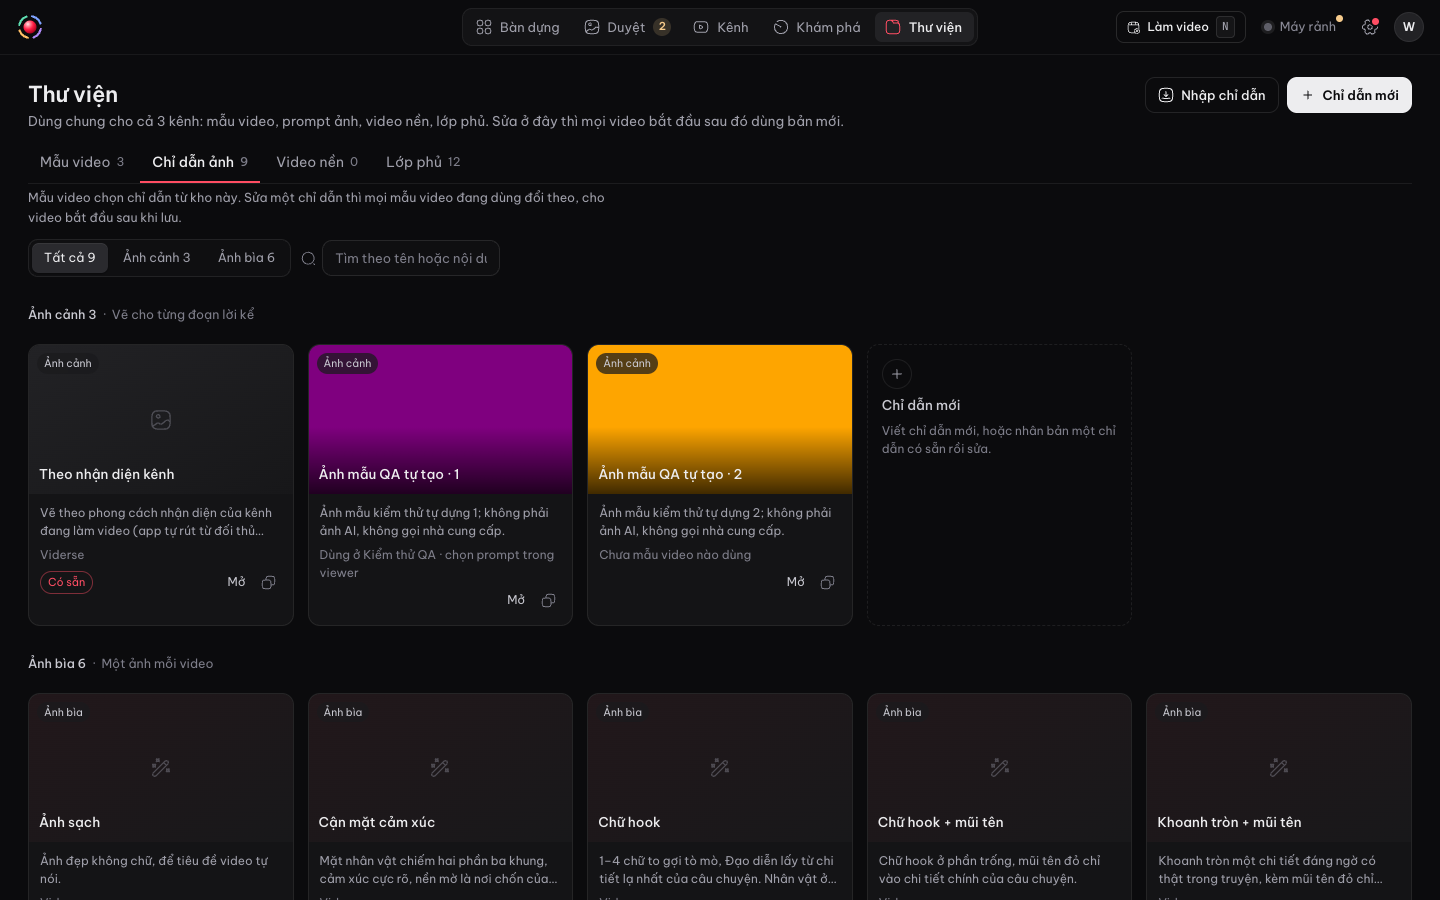 Bàn dựng
Duyệt 2
Kênh
Khám phá
Thư viện
Làm video N
Máy rảnh
W
Thư viện
Dùng chung cho cả 3 kênh: mẫu video, prompt ảnh, video nền, lớp phủ. Sửa ở đây thì mọi video bắt đầu sau đó dùng bản mới.
Nhập chỉ dẫn
Chỉ dẫn mới
Mẫu video 3
Chỉ dẫn ảnh 9
Video nền 0
Lớp phủ 12
Mẫu video chọn chỉ dẫn từ kho này. Sửa một chỉ dẫn thì mọi mẫu video đang dùng đổi theo, cho
video bắt đầu sau khi lưu.
Tất cả 9
Ảnh cảnh 3
Ảnh bìa 6
Tìm theo tên hoặc nội dı
Ảnh cảnh 3 · Vẽ cho từng đoạn lời kể
Ảnh cảnh
Theo nhận diện kênh
Vẽ theo phong cách nhận diện của kênh
đang làm video (app tự rút từ đối thủ...
Viderse
Có sẵn
Mở
Ảnh cảnh
Ảnh mẫu QA tự tạo · 1
Ảnh mẫu kiểm thử tự dựng 1; không phải
ảnh AI, không gọi nhà cung cấp.
Dùng ở Kiểm thử QA · chọn prompt trong
viewer
Mở
Ảnh cảnh
Ảnh mẫu QA tự tạo · 2
Ảnh mẫu kiểm thử tự dựng 2; không phải
ảnh AI, không gọi nhà cung cấp.
Chưa mẫu video nào dùng
Mở
Chỉ dẫn mới
Viết chỉ dẫn mới, hoặc nhân bản một chỉ
dẫn có sẵn rồi sửa.
Ảnh bìa 6 · Một ảnh mỗi video
Ảnh bìa
Ảnh sạch
Ảnh đẹp không chữ, để tiêu đề video tự
nói.
Ảnh bìa
Cận mặt cảm xúc
Mặt nhân vật chiếm hai phần ba khung,
cảm xúc cực rõ, nền mờ là nơi chốn của...
Ảnh bìa
Chữ hook
1–4 chữ to gợi tò mò, Đạo diễn lấy từ chi
tiết lạ nhất của câu chuyện. Nhân vật ở...
Ảnh bìa
Chữ hook + mũi tên
Chữ hook ở phần trống, mũi tên đỏ chỉ
vào chi tiết chính của câu chuyện.
Ảnh bìa
Khoanh tròn + mũi tên
Khoanh tròn một chi tiết đáng ngờ có
thật trong truyện, kèm mũi tên đỏ chỉ...